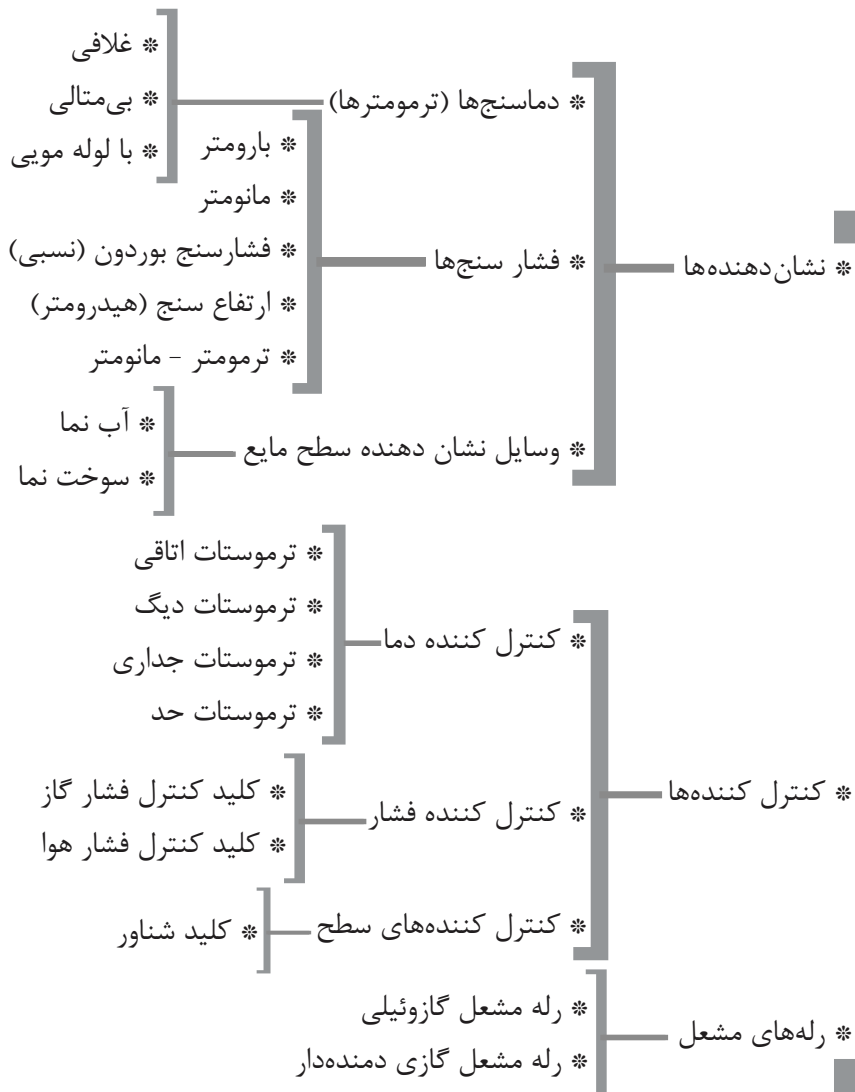 ❊ نشان‌دهنده‌ها
❊ دماسنج‌ها (ترمومترها)
❊ غلافی
❊ بی‌متالی
❊ با لوله مویی
❊ فشار سنج‌ها
❊ بارومتر
❊ مانومتر
❊ فشارسنج بوردون (نسبی)
❊ ارتفاع سنج (هیدرومتر)
❊ ترمومتر - مانومتر
❊ وسایل نشان دهنده سطح مایع
❊ آب نما
❊ سوخت نما
❊ کنترل کننده‌ها
❊ کنترل کننده دما
❊ ترموستات اتاقی
❊ ترموستات دیگ
❊ ترموستات جداری
❊ ترموستات حد
❊ کنترل کننده فشار
❊ کلید کنترل فشار گاز
❊ کلید کنترل فشار هوا
❊ کنترل کننده‌های سطح
❊ کلید شناور
❊ رله‌های مشعل
❊ رله مشعل گازوئیلی
❊ رله مشعل گازی دمنده‌دار